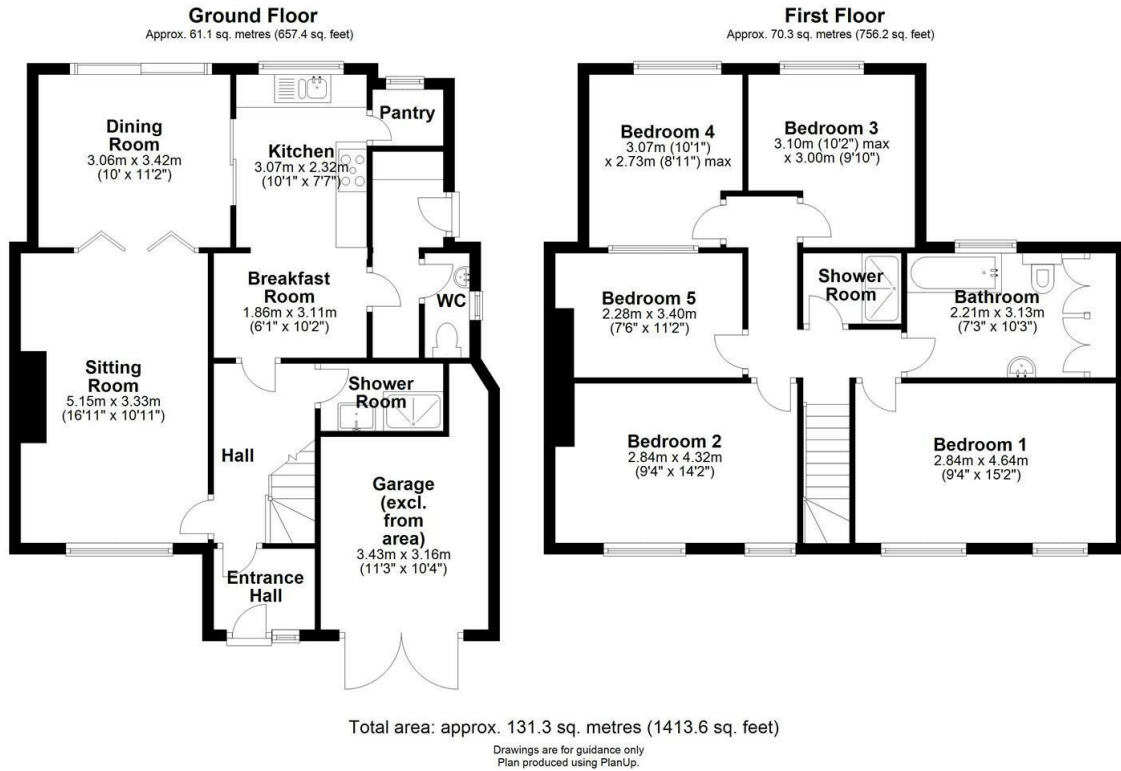 Ground Floor
Approx. 61.1 sq. metres (657.4 sq. feet)
Dining
Room
3.06m x 3.42m
(10' x 11'2")
Kitchen
3.07m x 2.32m
(10'1" x 7'7")
Pantry
Breakfast
Room
1.86m x 3.11m
(6'1" x 10'2")
WC
Sitting
Room
5.15m x 3.33m
(16'11" x 10'11")
Shower
Room
Hall
Garage
(excl.
from
area)
3.43m x 3.16m
(11'3" x 10'4")
Entrance
Hall
First Floor
Approx. 70.3 sq. metres (756.2 sq. feet)
Bedroom 4
3.07m (10'1")
x 2.73m (8'11") max
Bedroom 3
3.10m (10'2") max
x 3.00m (9'10")
Bedroom 5
2.28m x 3.40m
(7'6" x 11'2")
Shower
Room
Bathroom
2.21m x 3.13m
(7'3" x 10'3")
Bedroom 2
2.84m x 4.32m
(9'4" x 14'2")
Bedroom 1
2.84m x 4.64m
(9'4" x 15'2")
Total area: approx. 131.3 sq. metres (1413.6 sq. feet)
Drawings are for guidance only
Plan produced using PlanUp.